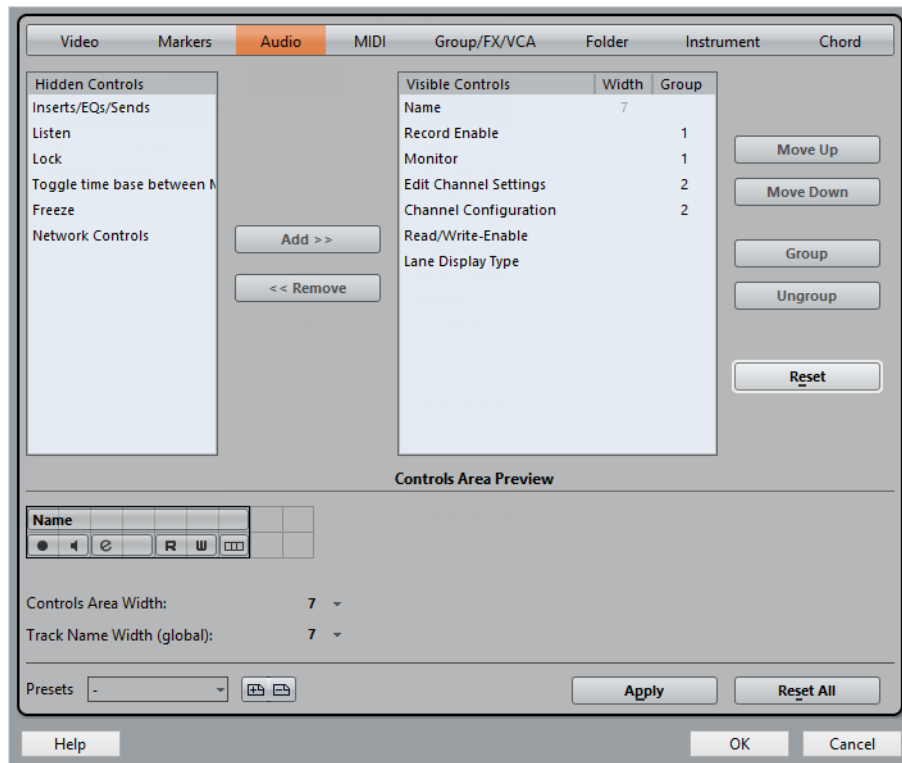 Video Markers Audio MIDI Group/FX/VCA Folder Instrument Chord
Hidden Controls
Inserts/EQs/Sends
Listen
Lock
Toggle time base between
Freeze
Network Controls
Add >>
<< Remove
Visible Controls Width Group
Name 7
Record Enable 1
Monitor 1
Edit Channel Settings 2
Channel Configuration 2
Read/Write-Enable
Lane Display Type
Move Up
Move Down
Group
Ungroup
Reset
Controls Area Preview
Name
e R W
Controls Area Width: 7
Track Name Width (global): 7
Presets - Apply Reset All
Help OK Cancel